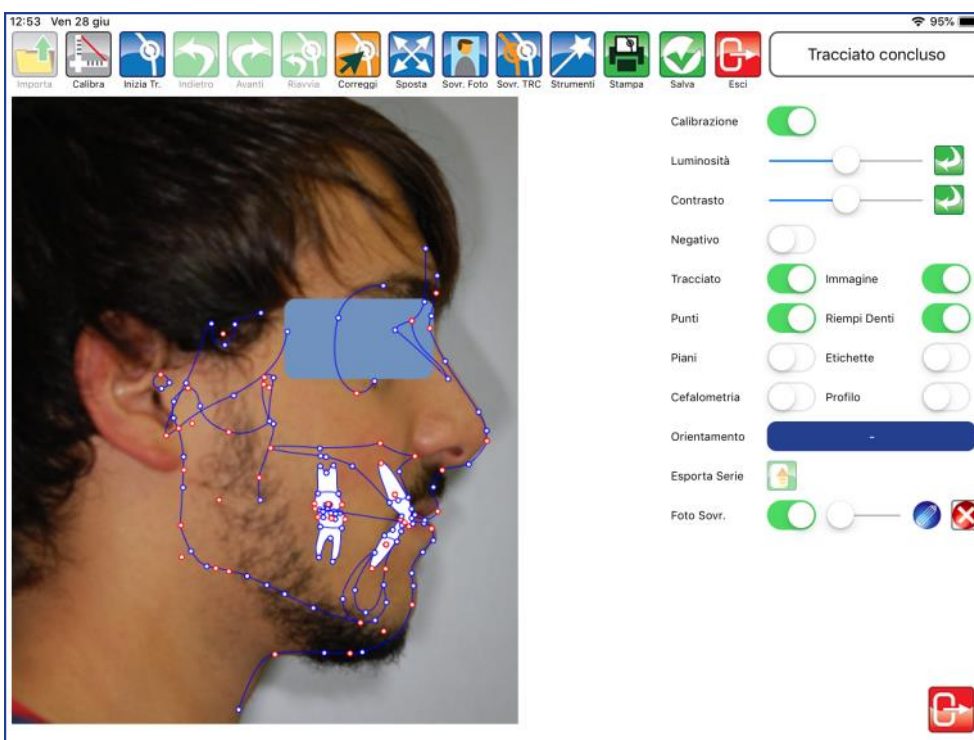 12:53 Ven 28 giu 95%
Importa Calibra Inizia Tr. Indietro Avanti Riavvia Correggi Sposta Sovr. Foto Sovr. TRC Strumenti Stampa Salva Esci
Tracciato concluso
Calibrazione
Luminosità
Contrasto
Negativo
Tracciato Immagine
Punti Riempi Denti
Piani Etichette
Cefalometria Profilo
Orientamento -
Esporta Serie
Foto Sovr.